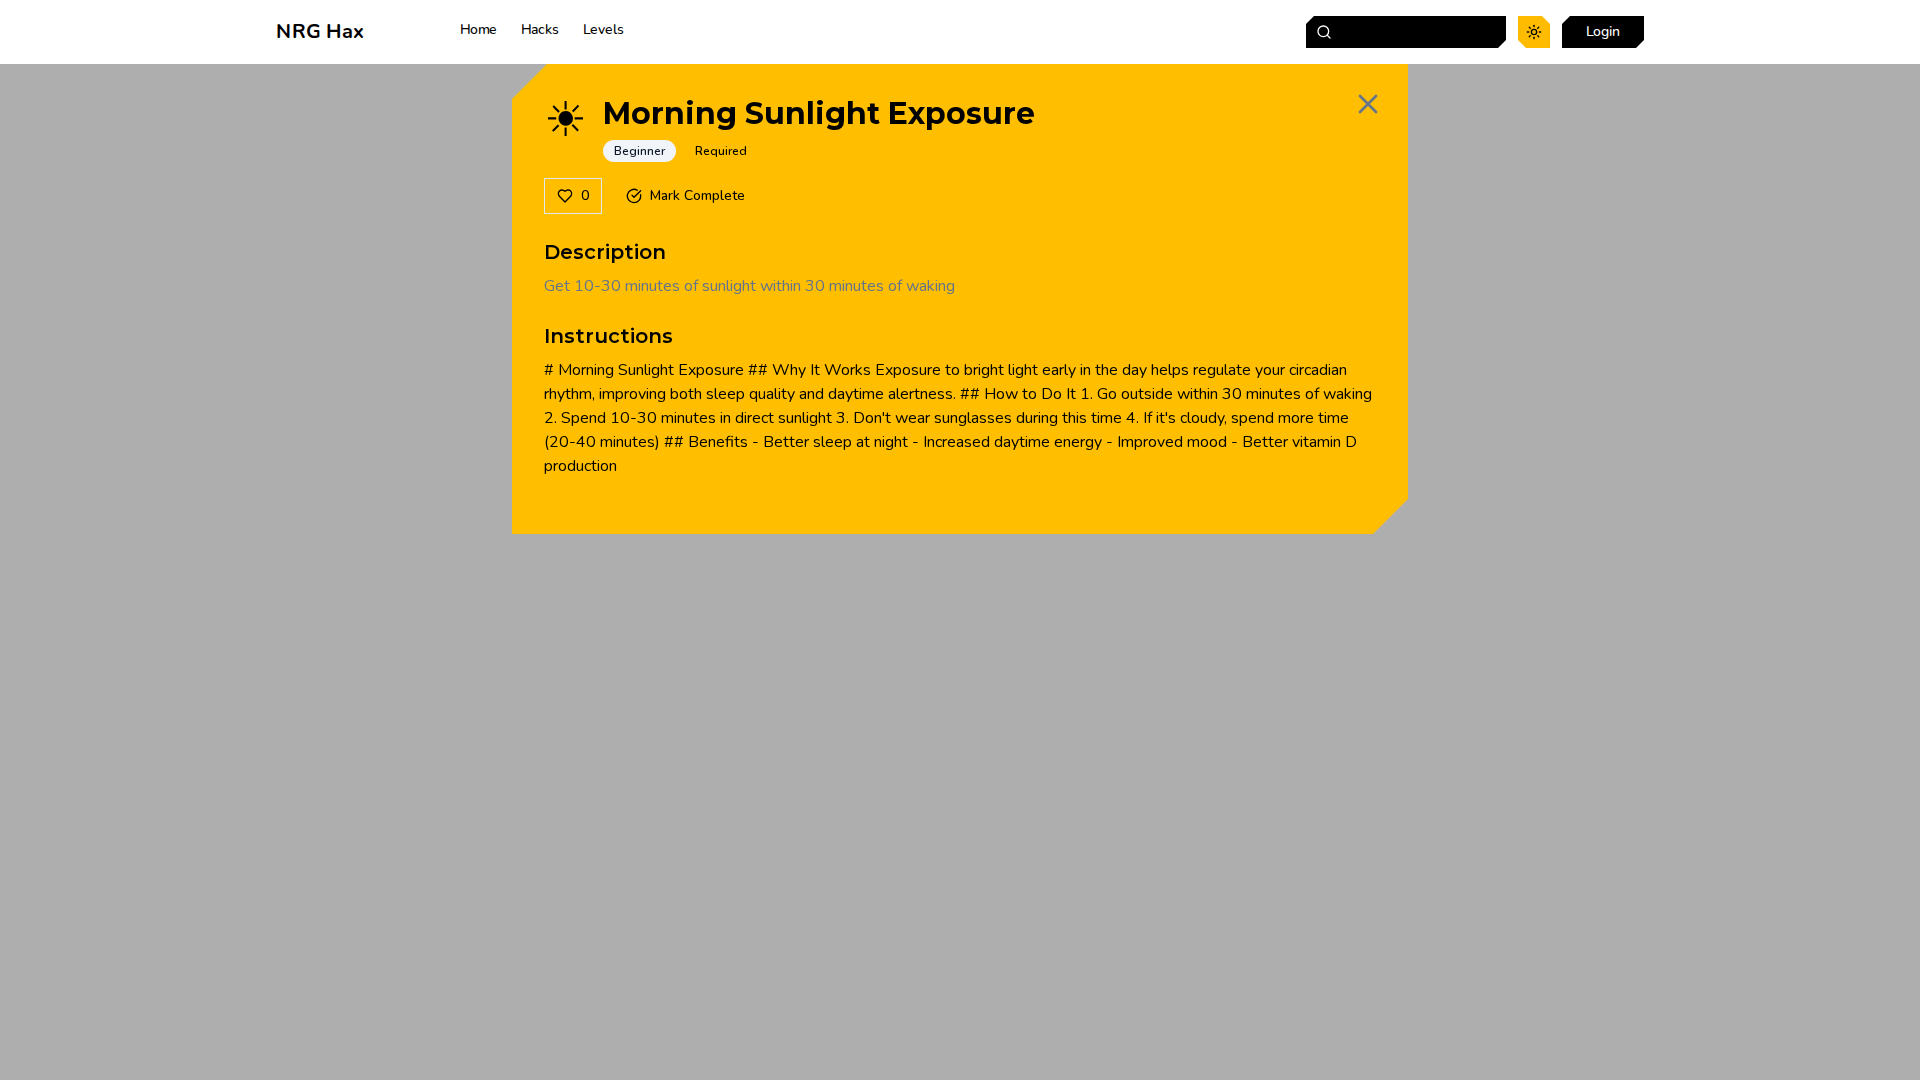 NRG Hax
Home Hacks Levels
Login
Morning Sunlight Exposure
Beginner Required
0 Mark Complete
Description
Get 10-30 minutes of sunlight within 30 minutes of waking
Instructions
# Morning Sunlight Exposure ## Why It Works Exposure to bright light early in the day helps regulate your circadian
rhythm, improving both sleep quality and daytime alertness. ## How to Do It 1. Go outside within 30 minutes of waking
2. Spend 10-30 minutes in direct sunlight 3. Don't wear sunglasses during this time 4. If it's cloudy, spend more time
(20-40 minutes) ## Benefits - Better sleep at night - Increased daytime energy - Improved mood - Better vitamin D
production